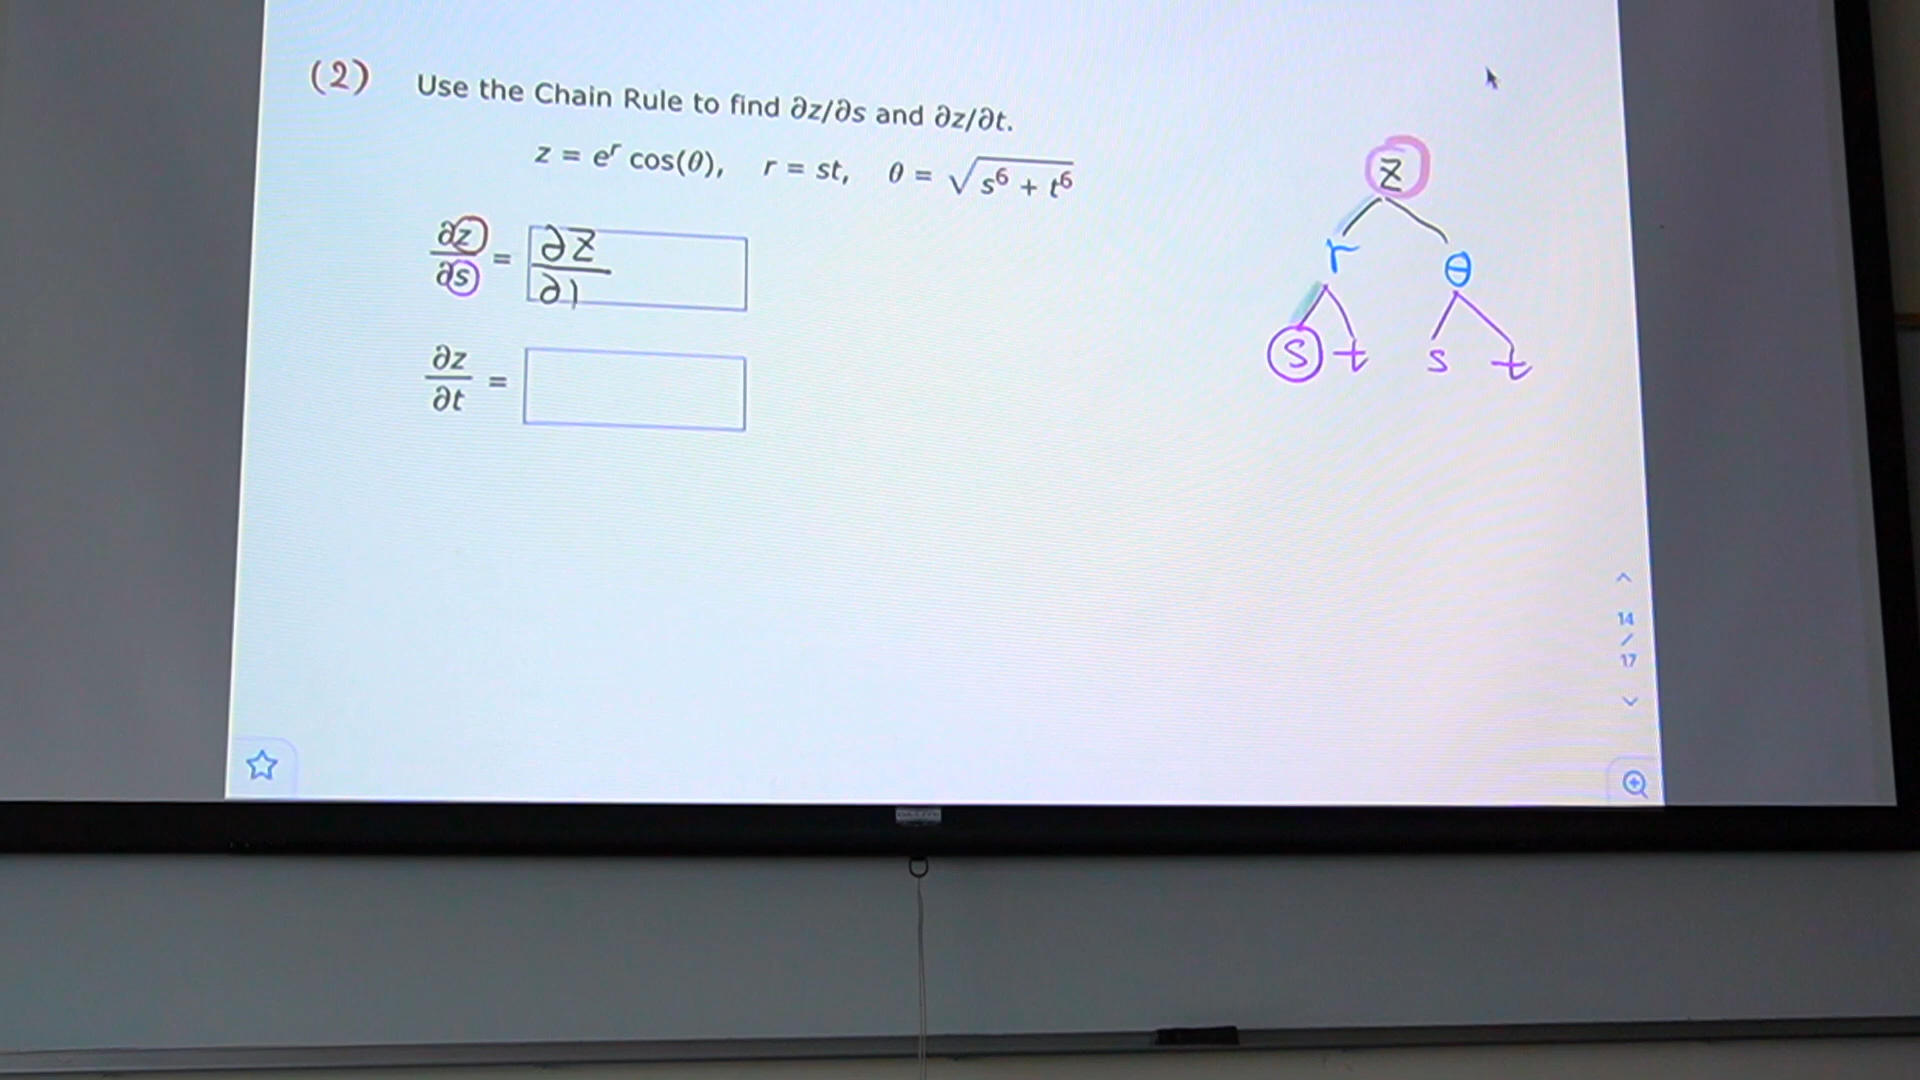 (2) Use the Chain Rule to find ∂z/∂s and ∂z/∂t.
z = e^r cos(θ), r = st, θ = √(s^6 + t^6)
∂z/∂s = ∂z/∂
∂z/∂t =
z
r θ
s t s t
14
/
17